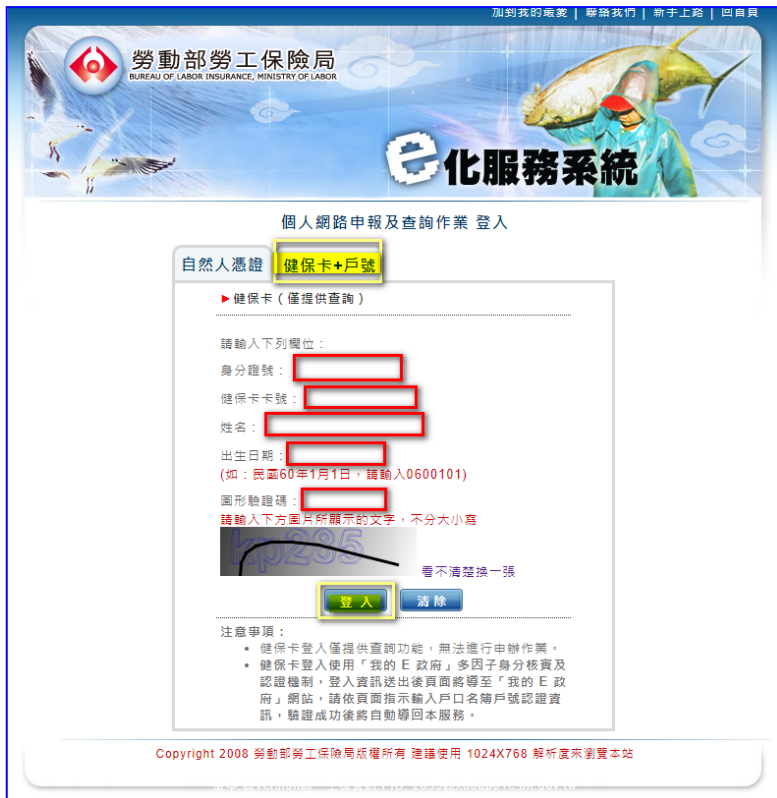 加到我的最愛 | 聯絡我們 | 新手上路 | 回首頁
勞動部勞工保險局
BUREAU OF LABOR INSURANCE, MINISTRY OF LABOR
e化服務系統
個人網路申報及查詢作業 登入
自然人憑證 健保卡+戶號
▶健保卡(僅提供查詢)
請輸入下列欄位：
身分證號：
健保卡卡號：
姓名：
出生日期：
(如：民國60年1月1日，請輸入0600101)
圖形驗證碼：
請輸入下方圖片所顯示的文字，不分大小寫
kp285
看不清楚換一張
登 入 清 除
注意事項：
• 健保卡登入僅提供查詢功能，無法進行申辦作業。
• 健保卡登入使用「我的 E 政府」多因子身分核實及
認證機制，登入資訊送出後頁面將導至「我的 E 政
府」網站，請依頁面指示輸入戶口名簿戶號認證資
訊，驗證成功後將自動導回本服務。
Copyright 2008 勞動部勞工保險局版權所有 建議使用 1024X768 解析度來瀏覽本站